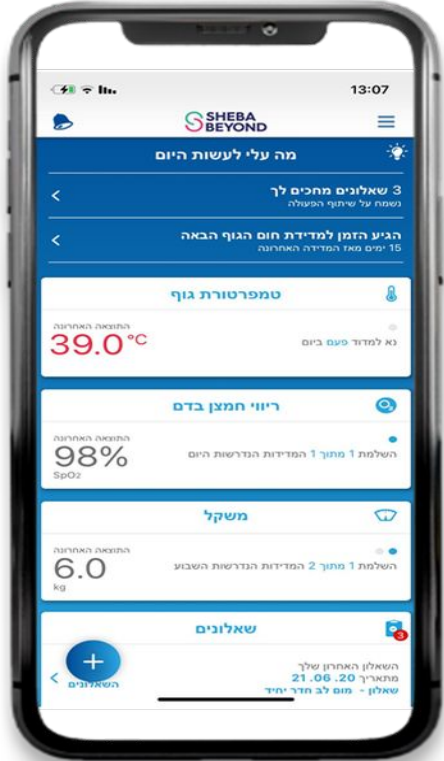 13:07
SHEBA
BEYOND
מה עלי לעשות היום
3 שאלונים מחכים לך
נשמח על שיתוף הפעולה
הגיע הזמן למדידת חום הגוף הבאה
15 ימים מאז המדידה האחרונה
טמפרטורת גוף
התוצאה האחרונה
39.0°C
נא למדוד פעם ביום
ריווי חמצן בדם
O₂
התוצאה האחרונה
98%
SpO2
השלמת 1 מתוך 1 המדידות הנדרשות היום
משקל
התוצאה האחרונה
6.0
kg
השלמת 1 מתוך 2 המדידות הנדרשות השבוע
שאלונים
3
השאלון האחרון שלך
מתאריך 21.06.20
שאלון - מום לב חדר יחיד
+
השאלונים